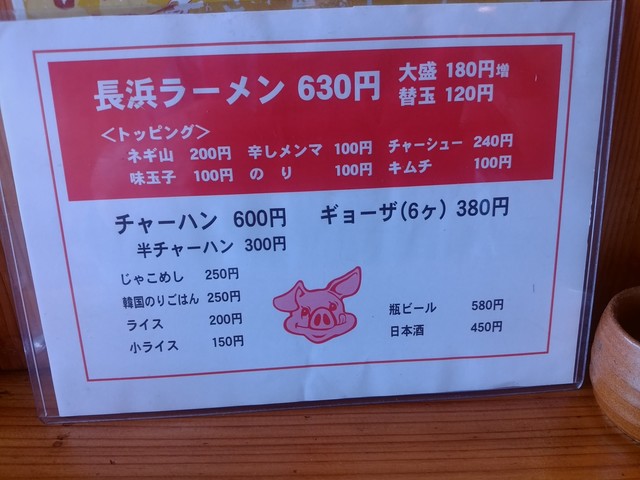 長浜ラーメン 630円 大盛 180円増
替玉 120円
＜トッピング＞
ネギ山 200円 辛しメンマ 100円 チャーシュー 240円
味玉子 100円 のり 100円 キムチ 100円
チャーハン 600円 ギョーザ(6ヶ) 380円
半チャーハン 300円
じゃこめし 250円
韓国のりごはん 250円
ライス 200円
小ライス 150円
瓶ビール 580円
日本酒 450円